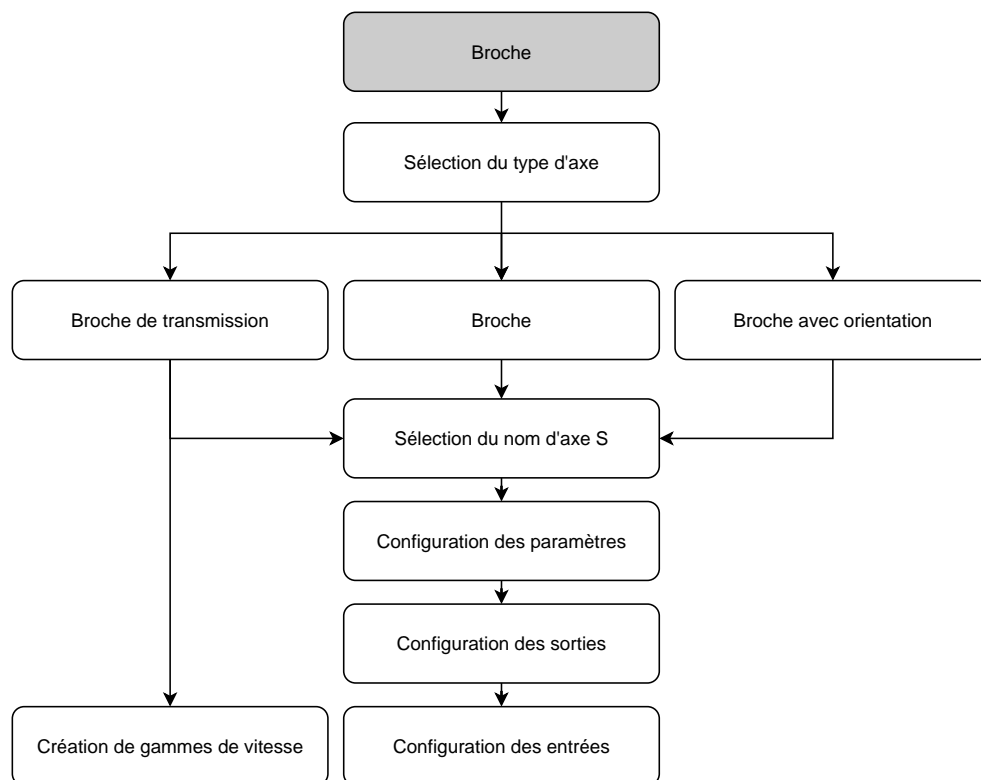 Broche
Sélection du type d'axe
Broche de transmission
Broche
Broche avec orientation
Sélection du nom d'axe S
Configuration des paramètres
Configuration des sorties
Création de gammes de vitesse
Configuration des entrées